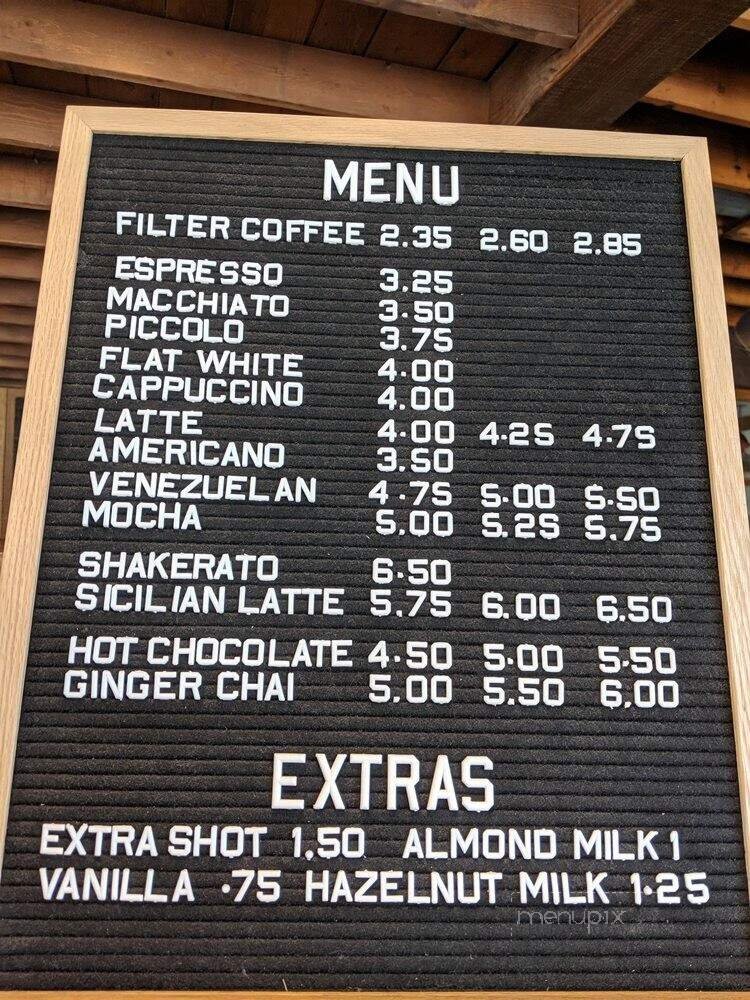 MENU
FILTER COFFEE 2.35 2.60 2.85
ESPRESSO 3.25
MACCHIATO 3.50
PICCOLO 3.75
FLAT WHITE 4.00
CAPPUCCINO 4.00
LATTE 4.00 4.25 4.75
AMERICANO 3.50
VENEZUELAN 4.75 5.00 5.50
MOCHA 5.00 5.25 5.75
SHAKERATO 6.50
SICILIAN LATTE 5.75 6.00 6.50
HOT CHOCOLATE 4.50 5.00 5.50
GINGER CHAI 5.00 5.50 6.00
EXTRAS
EXTRA SHOT 1.50 ALMOND MILK 1
VANILLA .75 HAZELNUT MILK 1.25
menupix